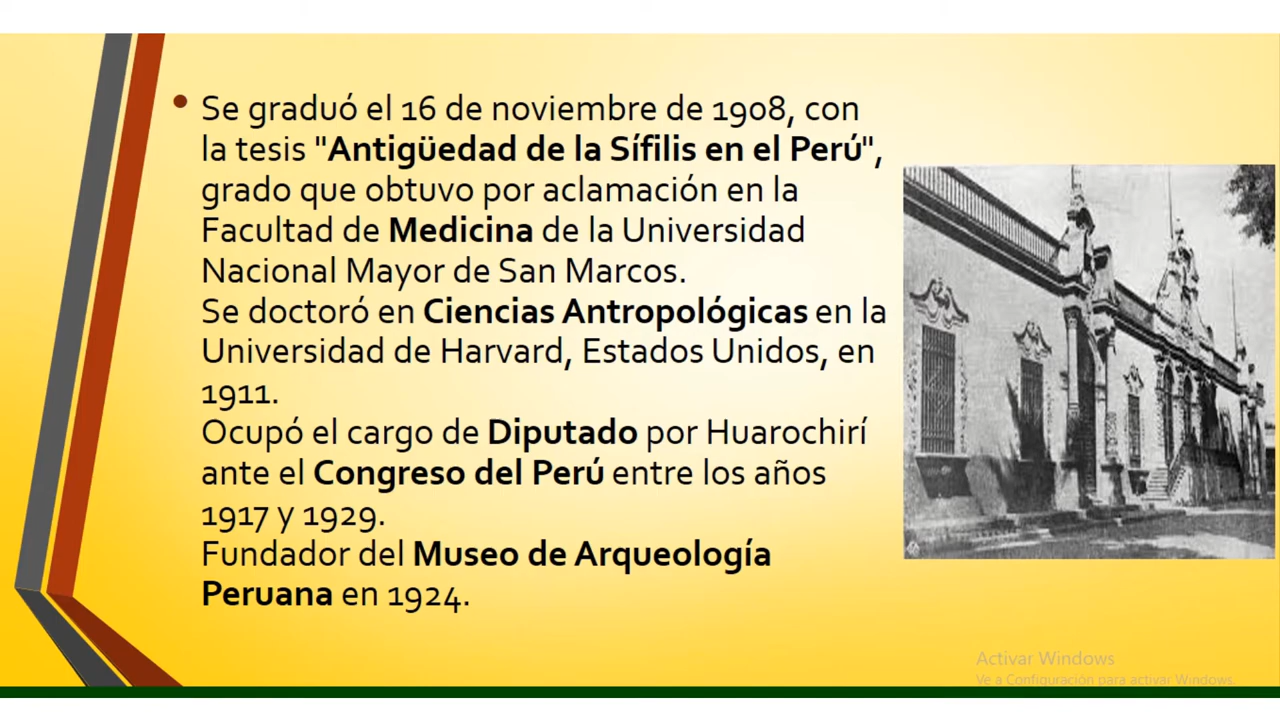 • Se graduó el 16 de noviembre de 1908, con
la tesis "Antigüedad de la Sífilis en el Perú",
grado que obtuvo por aclamación en la
Facultad de Medicina de la Universidad
Nacional Mayor de San Marcos.
Se doctoró en Ciencias Antropológicas en la
Universidad de Harvard, Estados Unidos, en
1911.
Ocupó el cargo de Diputado por Huarochirí
ante el Congreso del Perú entre los años
1917 y 1929.
Fundador del Museo de Arqueología
Peruana en 1924.
Activar Windows
Ve a Configuración para activar Windows.